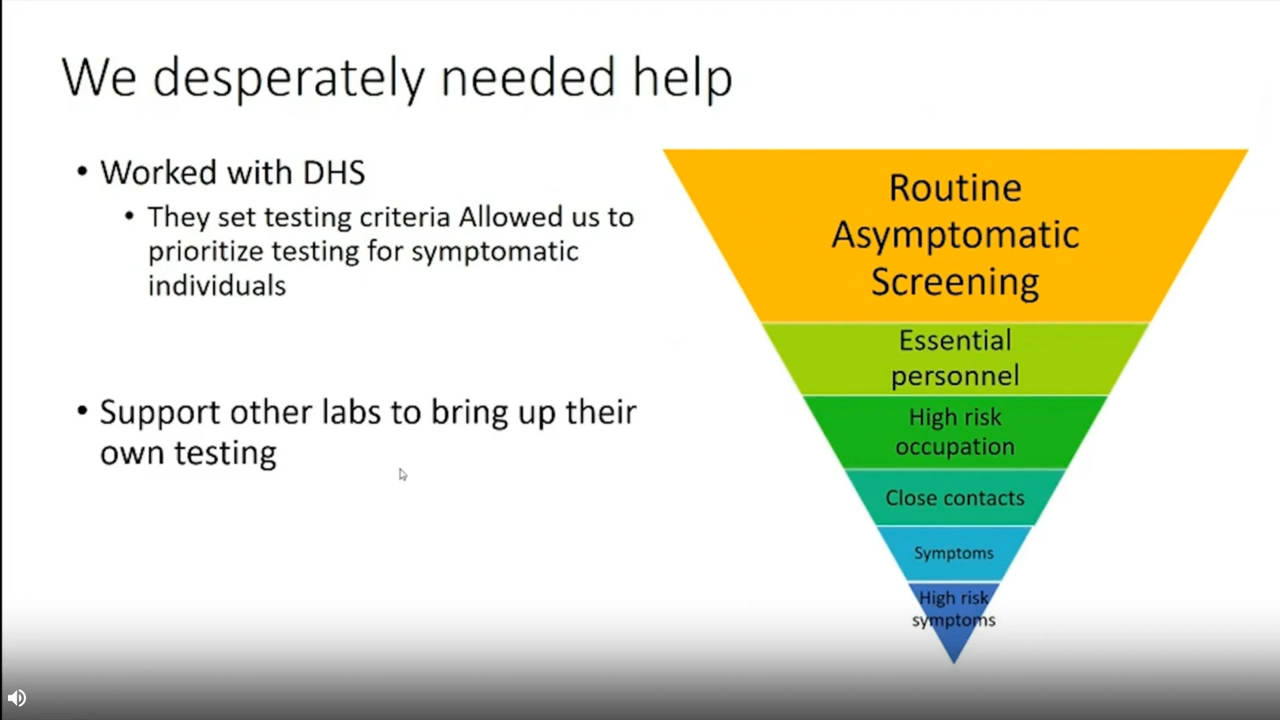 We desperately needed help
• Worked with DHS
• They set testing criteria Allowed us to
prioritize testing for symptomatic
individuals
• Support other labs to bring up their
own testing
Routine
Asymptomatic
Screening
Essential
personnel
High risk
occupation
Close contacts
Symptoms
High risk
symptoms